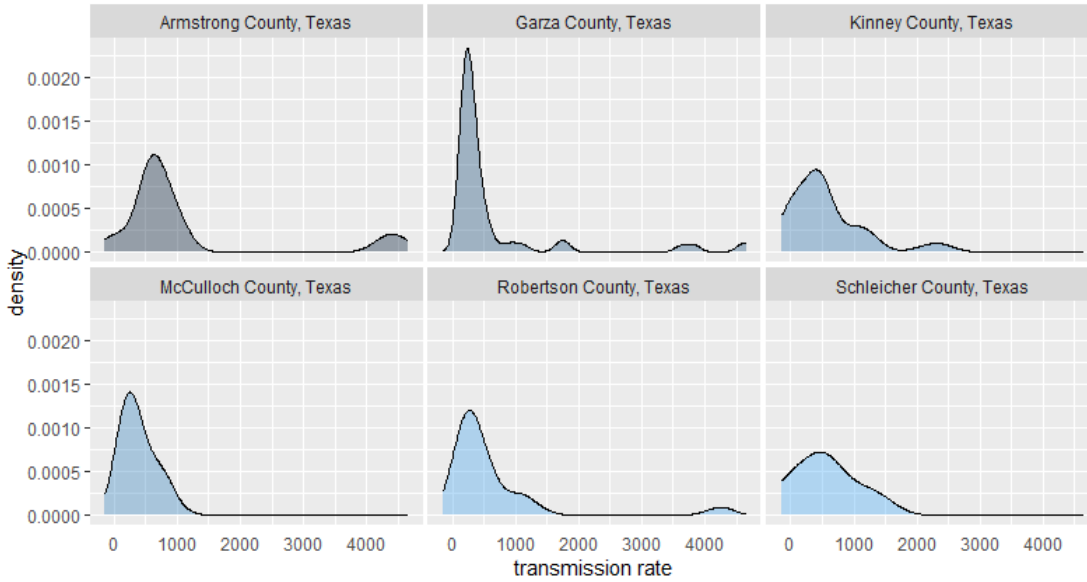 Armstrong County, Texas
Garza County, Texas
Kinney County, Texas
0.0020
0.0015
0.0010
0.0005
0.0000
density
McCulloch County, Texas
Robertson County, Texas
Schleicher County, Texas
0.0020
0.0015
0.0010
0.0005
0.0000
0 1000 2000 3000 4000
0 1000 2000 3000 4000
0 1000 2000 3000 4000
transmission rate